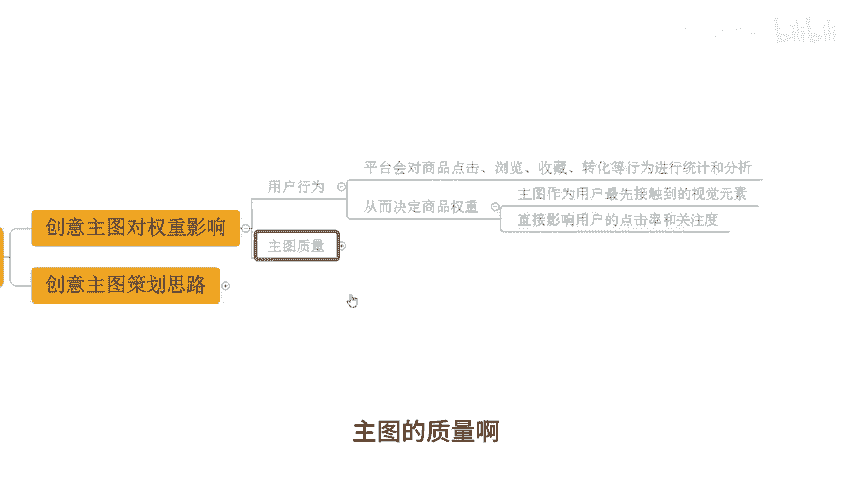 平台会对商品点击、浏览、收藏、转化等行为进行统计和分析
用户行为
主图作为用户最先接触到的视觉元素
从而决定商品权重
直接影响用户的点击率和关注度
创意主图对权重影响
主图质量
创意主图策划思路
主图的质量啊